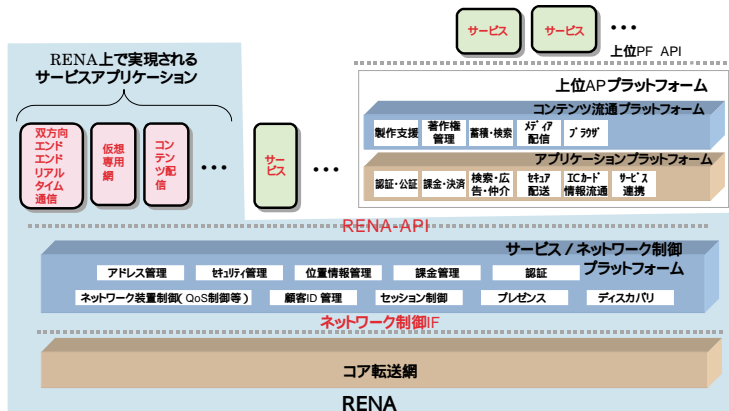 サービス
サービス
•••
上位PF API
RENA上で実現される
サービスアプリケーション
上位APプラットフォーム
コンテンツ流通プラットフォーム
製作支援
著作権
管理
蓄積・検索
ﾒﾃﾞｨｱ
配信
ﾌﾞﾗｳｻﾞ
アプリケーションプラットフォーム
認証・公証
課金・決済
検索・広
告・仲介
ｾｷｭｱ
配送
ICｶｰﾄﾞ
情報流通
ｻｰﾋﾞｽ
連携
双方向
エンド
エンド
リアル
タイム
通信
仮想
専用
網
コン
テン
ツ配
信
•••
サー
ビス
•••
RENA-API
サービス / ネットワーク制御
プラットフォーム
アドレス管理
ｾｷｭﾘﾃｨ管理
位置情報管理
課金管理
認証
ネットワーク装置制御( QoS制御等 )
顧客ID 管理
セッション制御
プレゼンス
ディスカバリ
ネットワーク制御IF
コア転送網
RENA